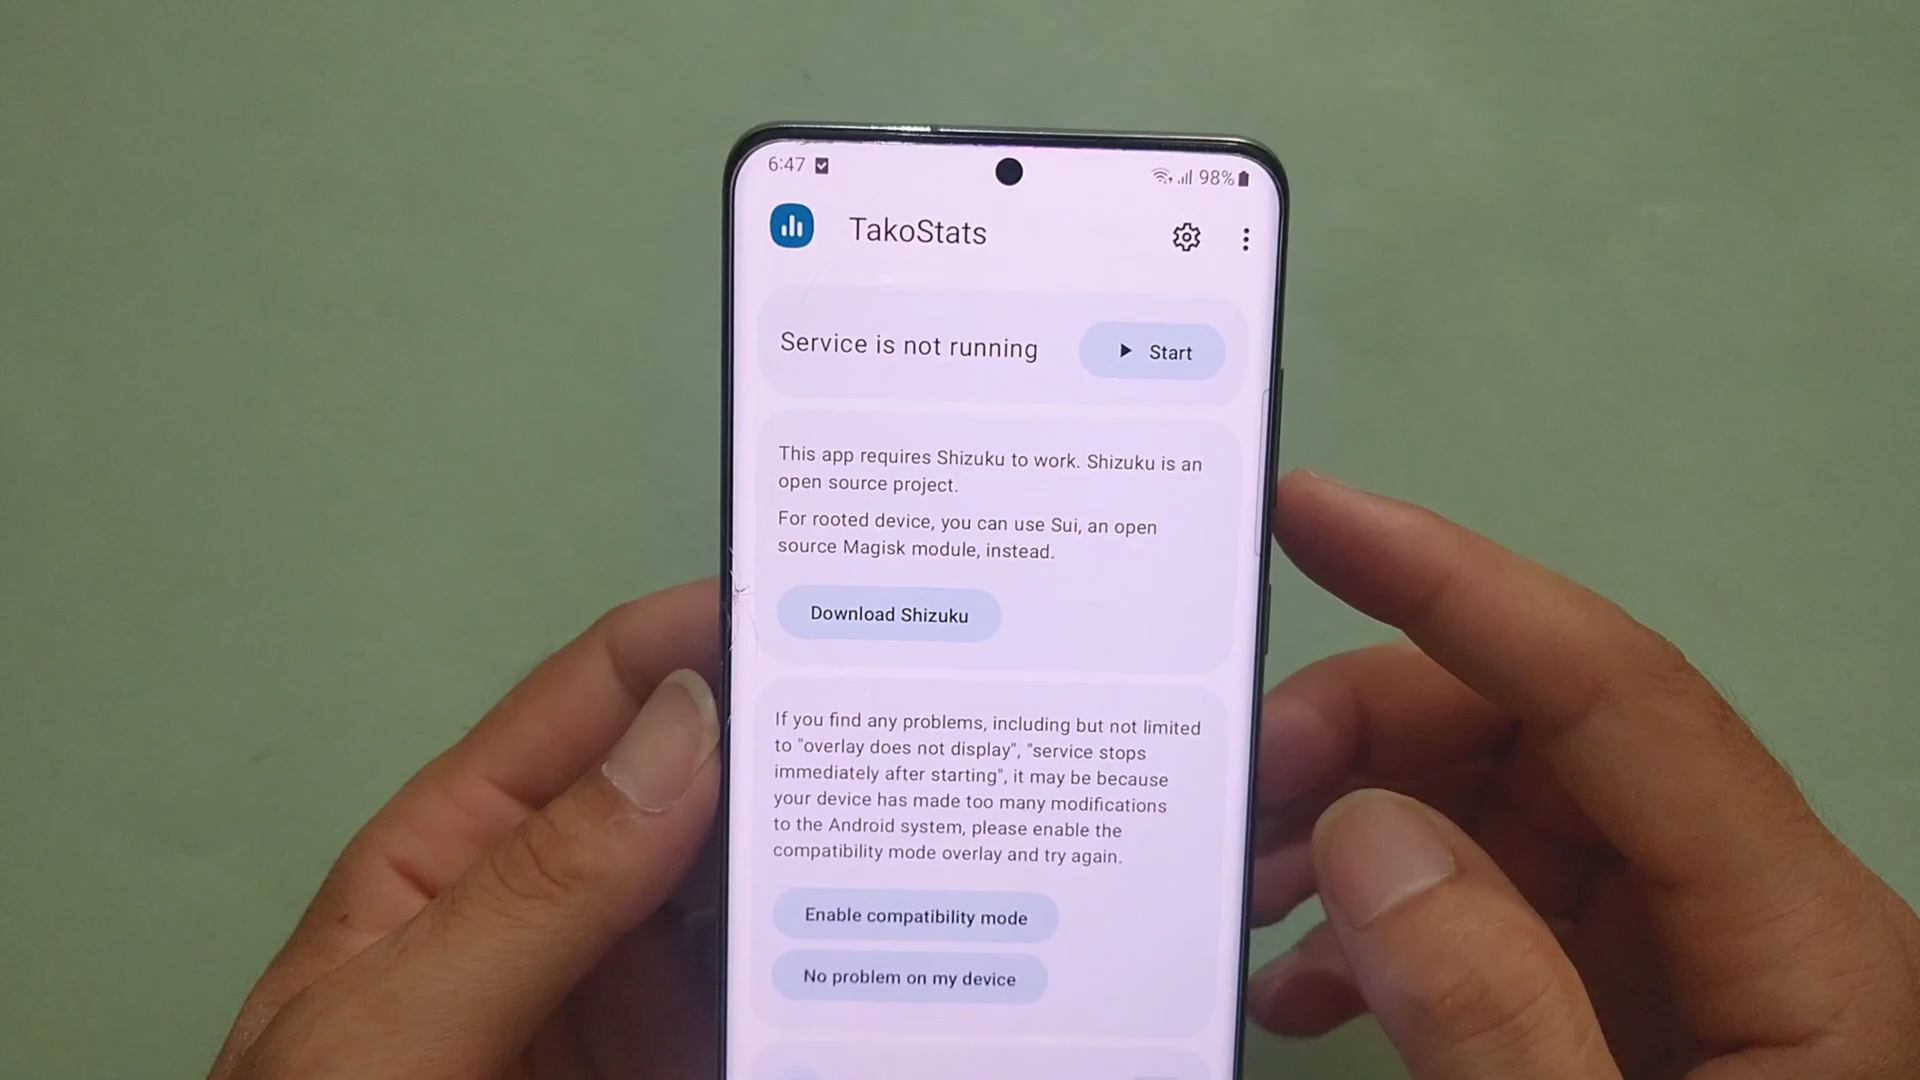 6:47
98%
TakoStats
Service is not running
Start
This app requires Shizuku to work. Shizuku is an
open source project.
For rooted device, you can use Sui, an open
source Magisk module, instead.
Download Shizuku
If you find any problems, including but not limited
to "overlay does not display", "service stops
immediately after starting", it may be because
your device has made too many modifications
to the Android system, please enable the
compatibility mode overlay and try again.
Enable compatibility mode
No problem on my device